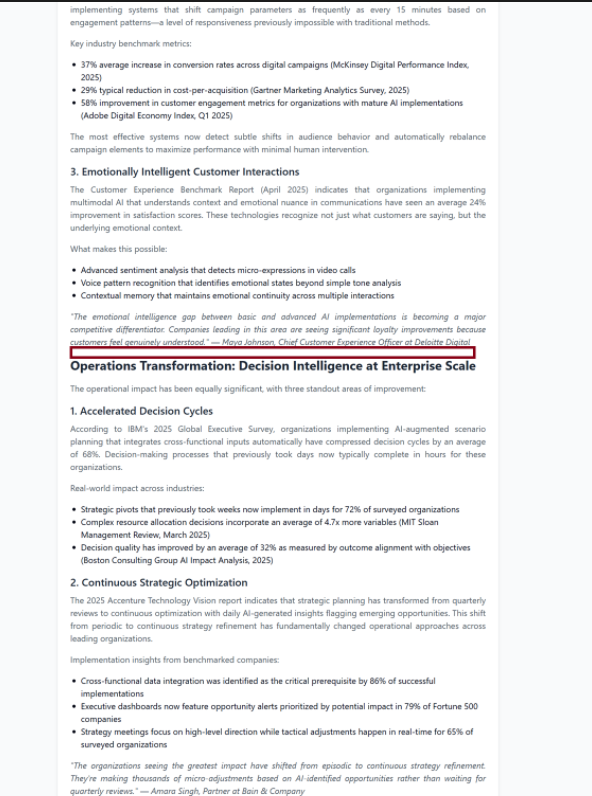 implementing systems that shift campaign parameters as frequently as every 15 minutes based on
engagement patterns—a level of responsiveness previously impossible with traditional methods.
Key industry benchmark metrics:
• 37% average increase in conversion rates across digital campaigns (McKinsey Digital Performance Index,
2025)
• 29% typical reduction in cost-per-acquisition (Gartner Marketing Analytics Survey, 2025)
• 58% improvement in customer engagement metrics for organizations with mature AI implementations
(Adobe Digital Economy Index, Q1 2025)
The most effective systems now detect subtle shifts in audience behavior and automatically rebalance
campaign elements to maximize performance with minimal human intervention.
3. Emotionally Intelligent Customer Interactions
The Customer Experience Benchmark Report (April 2025) indicates that organizations implementing
multimodal AI that understands context and emotional nuance in communications have seen an average 24%
improvement in satisfaction scores. These technologies recognize not just what customers are saying, but the
underlying emotional context.
What makes this possible:
• Advanced sentiment analysis that detects micro-expressions in video calls
• Voice pattern recognition that identifies emotional states beyond simple tone analysis
• Contextual memory that maintains emotional continuity across multiple interactions
"The emotional intelligence gap between basic and advanced AI implementations is becoming a major
competitive differentiator. Companies leading in this area are seeing significant loyalty improvements because
customers feel genuinely understood." — Maya Johnson, Chief Customer Experience Officer at Deloitte Digital
Operations Transformation: Decision Intelligence at Enterprise Scale
The operational impact has been equally significant, with three standout areas of improvement:
1. Accelerated Decision Cycles
According to IBM's 2025 Global Executive Survey, organizations implementing AI-augmented scenario
planning that integrates cross-functional inputs automatically have compressed decision cycles by an average
of 68%. Decision-making processes that previously took days now typically complete in hours for these
organizations.
Real-world impact across industries:
• Strategic pivots that previously took weeks now implement in days for 72% of surveyed organizations
• Complex resource allocation decisions incorporate an average of 4.7x more variables (MIT Sloan
Management Review, March 2025)
• Decision quality has improved by an average of 32% as measured by outcome alignment with objectives
(Boston Consulting Group AI Impact Analysis, 2025)
2. Continuous Strategic Optimization
The 2025 Accenture Technology Vision report indicates that strategic planning has transformed from quarterly
reviews to continuous optimization with daily AI-generated insights flagging emerging opportunities. This shift
from periodic to continuous strategy refinement has fundamentally changed operational approaches across
leading organizations.
Implementation insights from benchmarked companies:
• Cross-functional data integration was identified as the critical prerequisite by 86% of successful
implementations
• Executive dashboards now feature opportunity alerts prioritized by potential impact in 79% of Fortune 500
companies
• Strategy meetings focus on high-level direction while tactical adjustments happen in real-time for 65% of
surveyed organizations
"The organizations seeing the greatest impact have shifted from episodic to continuous strategy refinement.
They're making thousands of micro-adjustments based on AI-identified opportunities rather than waiting for
quarterly reviews." — Amara Singh, Partner at Bain & Company